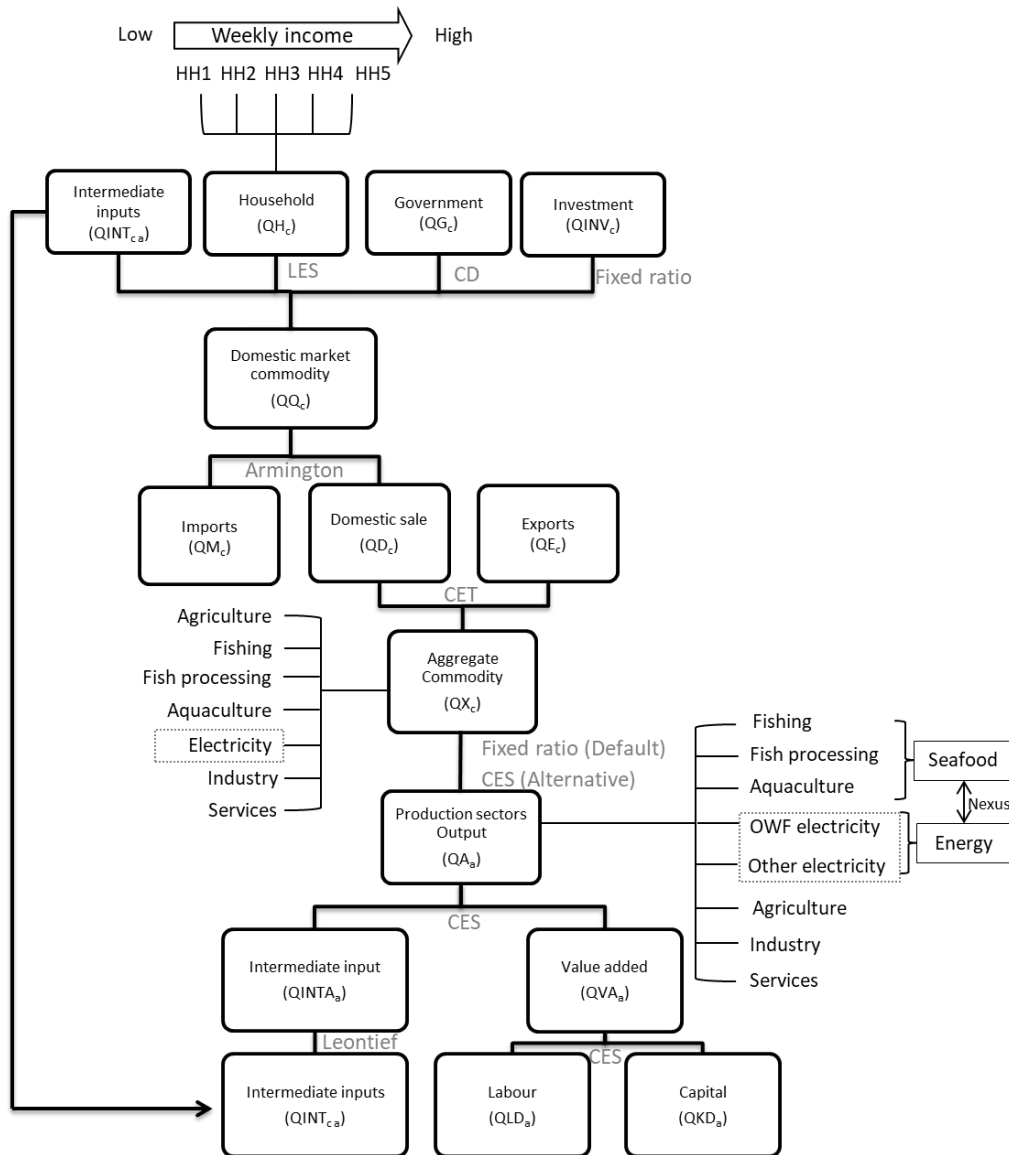 Low Weekly income High
HH1 HH2 HH3 HH4 HH5
Intermediate
inputs
(QINTc a)
Household
(QHc)
Government
(QGc)
Investment
(QINVc)
LES
CD
Fixed ratio
Domestic market
commodity
(QQc)
Armington
Imports
(QMc)
Domestic sale
(QDc)
Exports
(QEc)
CET
Agriculture
Fishing
Fish processing
Aquaculture
Electricity
Industry
Services
Aggregate
Commodity
(QXc)
Fixed ratio (Default)
CES (Alternative)
Production sectors
Output
(QAa)
Fishing
Fish processing
Aquaculture
OWF electricity
Other electricity
Agriculture
Industry
Services
Seafood
Nexus
Energy
CES
Intermediate input
(QINTAa)
Value added
(QVAa)
Leontief
CES
Intermediate inputs
(QINTc a)
Labour
(QLDa)
Capital
(QKDa)